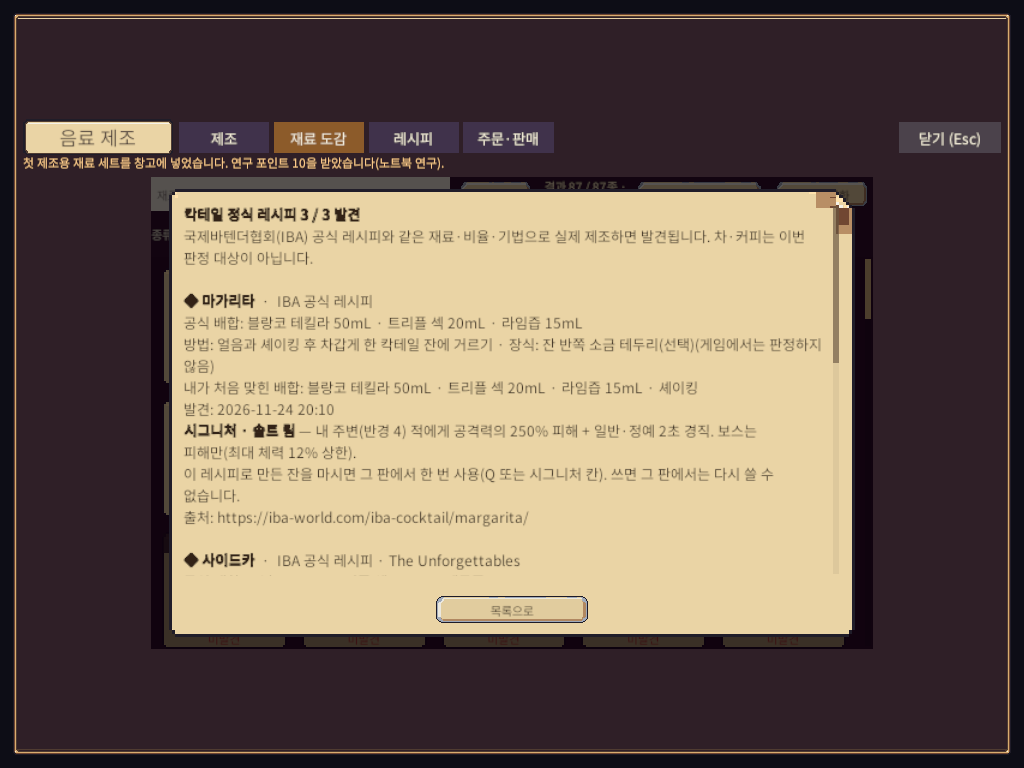 음료 제조
제조
재료 도감
레시피
주문·판매
닫기 (Esc)
첫 제조용 재료 세트를 창고에 넣었습니다. 연구 포인트 10을 받았습니다(노트북 연구).
결과 87 / 87종 ·
칵테일 정식 레시피 3 / 3 발견
국제바텐더협회(IBA) 공식 레시피와 같은 재료·비율·기법으로 실제 제조하면 발견됩니다. 차·커피는 이번
판정 대상이 아닙니다.
◆ 마가리타 · IBA 공식 레시피
공식 배합: 블랑코 테킬라 50mL · 트리플 섹 20mL · 라임즙 15mL
방법: 얼음과 셰이킹 후 차갑게 한 칵테일 잔에 거르기 · 장식: 잔 반쪽 소금 테두리(선택)(게임에서는 판정하지
않음)
내가 처음 맞힌 배합: 블랑코 테킬라 50mL · 트리플 섹 20mL · 라임즙 15mL · 셰이킹
발견: 2026-11-24 20:10
시그니처 · 솔트 림 — 내 주변(반경 4) 적에게 공격력의 250% 피해 + 일반·정예 2초 경직. 보스는
피해만(최대 체력 12% 상한).
이 레시피로 만든 잔을 마시면 그 판에서 한 번 사용(Q 또는 시그니처 칸). 쓰면 그 판에서는 다시 쓸 수
없습니다.
출처: https://iba-world.com/iba-cocktail/margarita/
◆ 사이드카 · IBA 공식 레시피 · The Unforgettables
목록으로